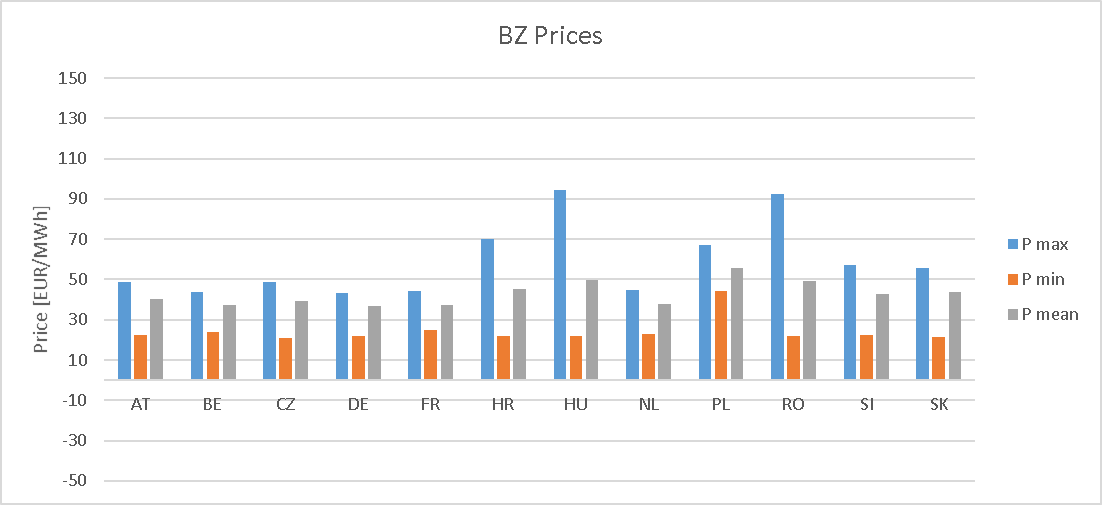 BZ Prices
150
130
110
90
70
50
30
10
-10
-30
-50
Price [EUR/MWh]
AT BE CZ DE FR HR HU NL PL RO SI SK
P max
P min
P mean